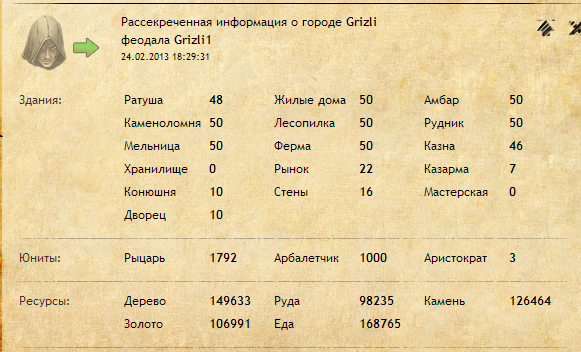 Рассекреченная информация о городе Grizli
феодала Grizli1
24.02.2013 18:29:31
Здания: Ратуша 48 Жилые дома 50 Амбар 50
Каменоломня 50 Лесопилка 50 Рудник 50
Мельница 50 Ферма 50 Казна 46
Хранилище 0 Рынок 22 Казарма 7
Конюшня 10 Стены 16 Мастерская 0
Дворец 10
Юниты: Рыцарь 1792 Арбалетчик 1000 Аристократ 3
Ресурсы: Дерево 149633 Руда 98235 Камень 126464
Золото 106991 Еда 168765